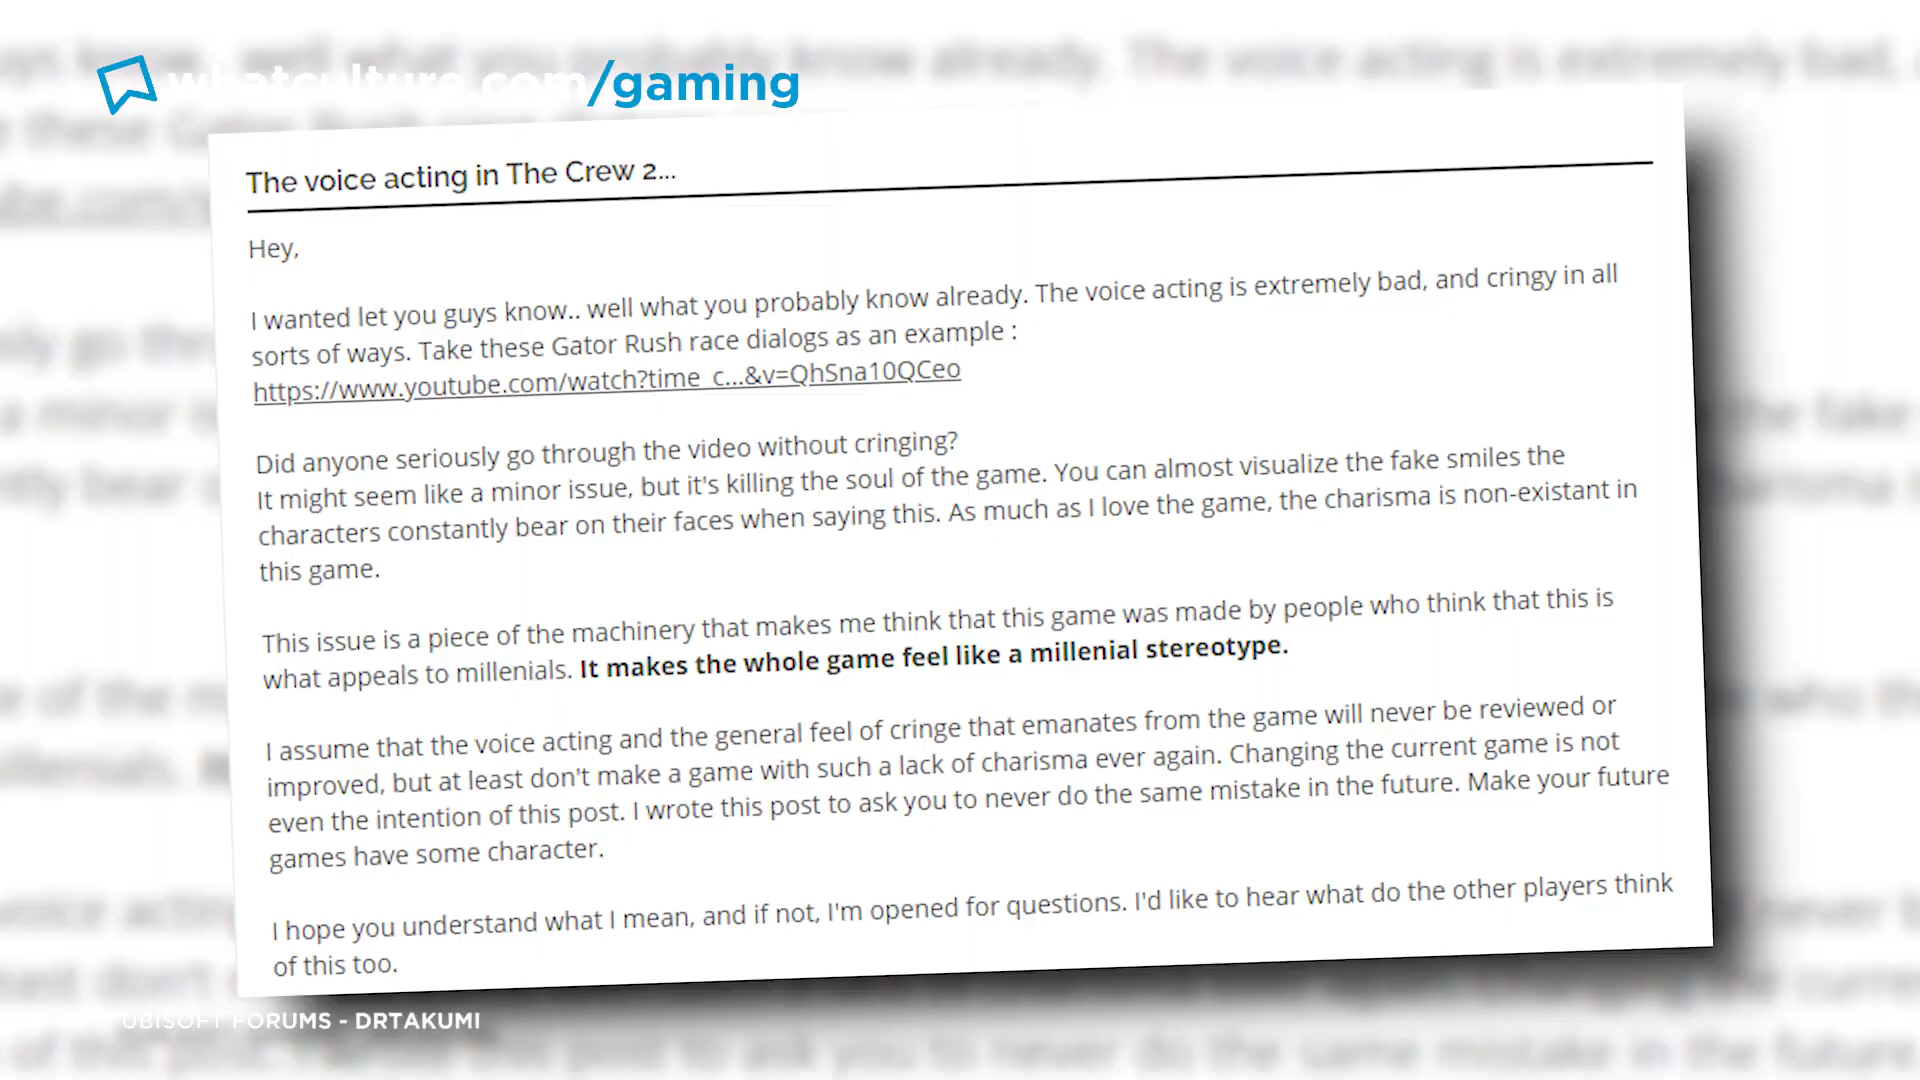 whatculture.com/gaming
The voice acting in The Crew 2...
Hey,
I wanted let you guys know.. well what you probably know already. The voice acting is extremely bad, and cringy in all
sorts of ways. Take these Gator Rush race dialogs as an example :
https://www.youtube.com/watch?time_c...&v=QhSna10QCeo
Did anyone seriously go through the video without cringing?
It might seem like a minor issue, but it's killing the soul of the game. You can almost visualize the fake smiles the
characters constantly bear on their faces when saying this. As much as I love the game, the charisma is non-existant in
this game.
This issue is a piece of the machinery that makes me think that this game was made by people who think that this is
what appeals to millenials. It makes the whole game feel like a millenial stereotype.
I assume that the voice acting and the general feel of cringe that emanates from the game will never be reviewed or
improved, but at least don't make a game with such a lack of charisma ever again. Changing the current game is not
even the intention of this post. I wrote this post to ask you to never do the same mistake in the future. Make your future
games have some character.
I hope you understand what I mean, and if not, I'm opened for questions. I'd like to hear what do the other players think
of this too.
UBISOFT FORUMS - DRTAKUMI